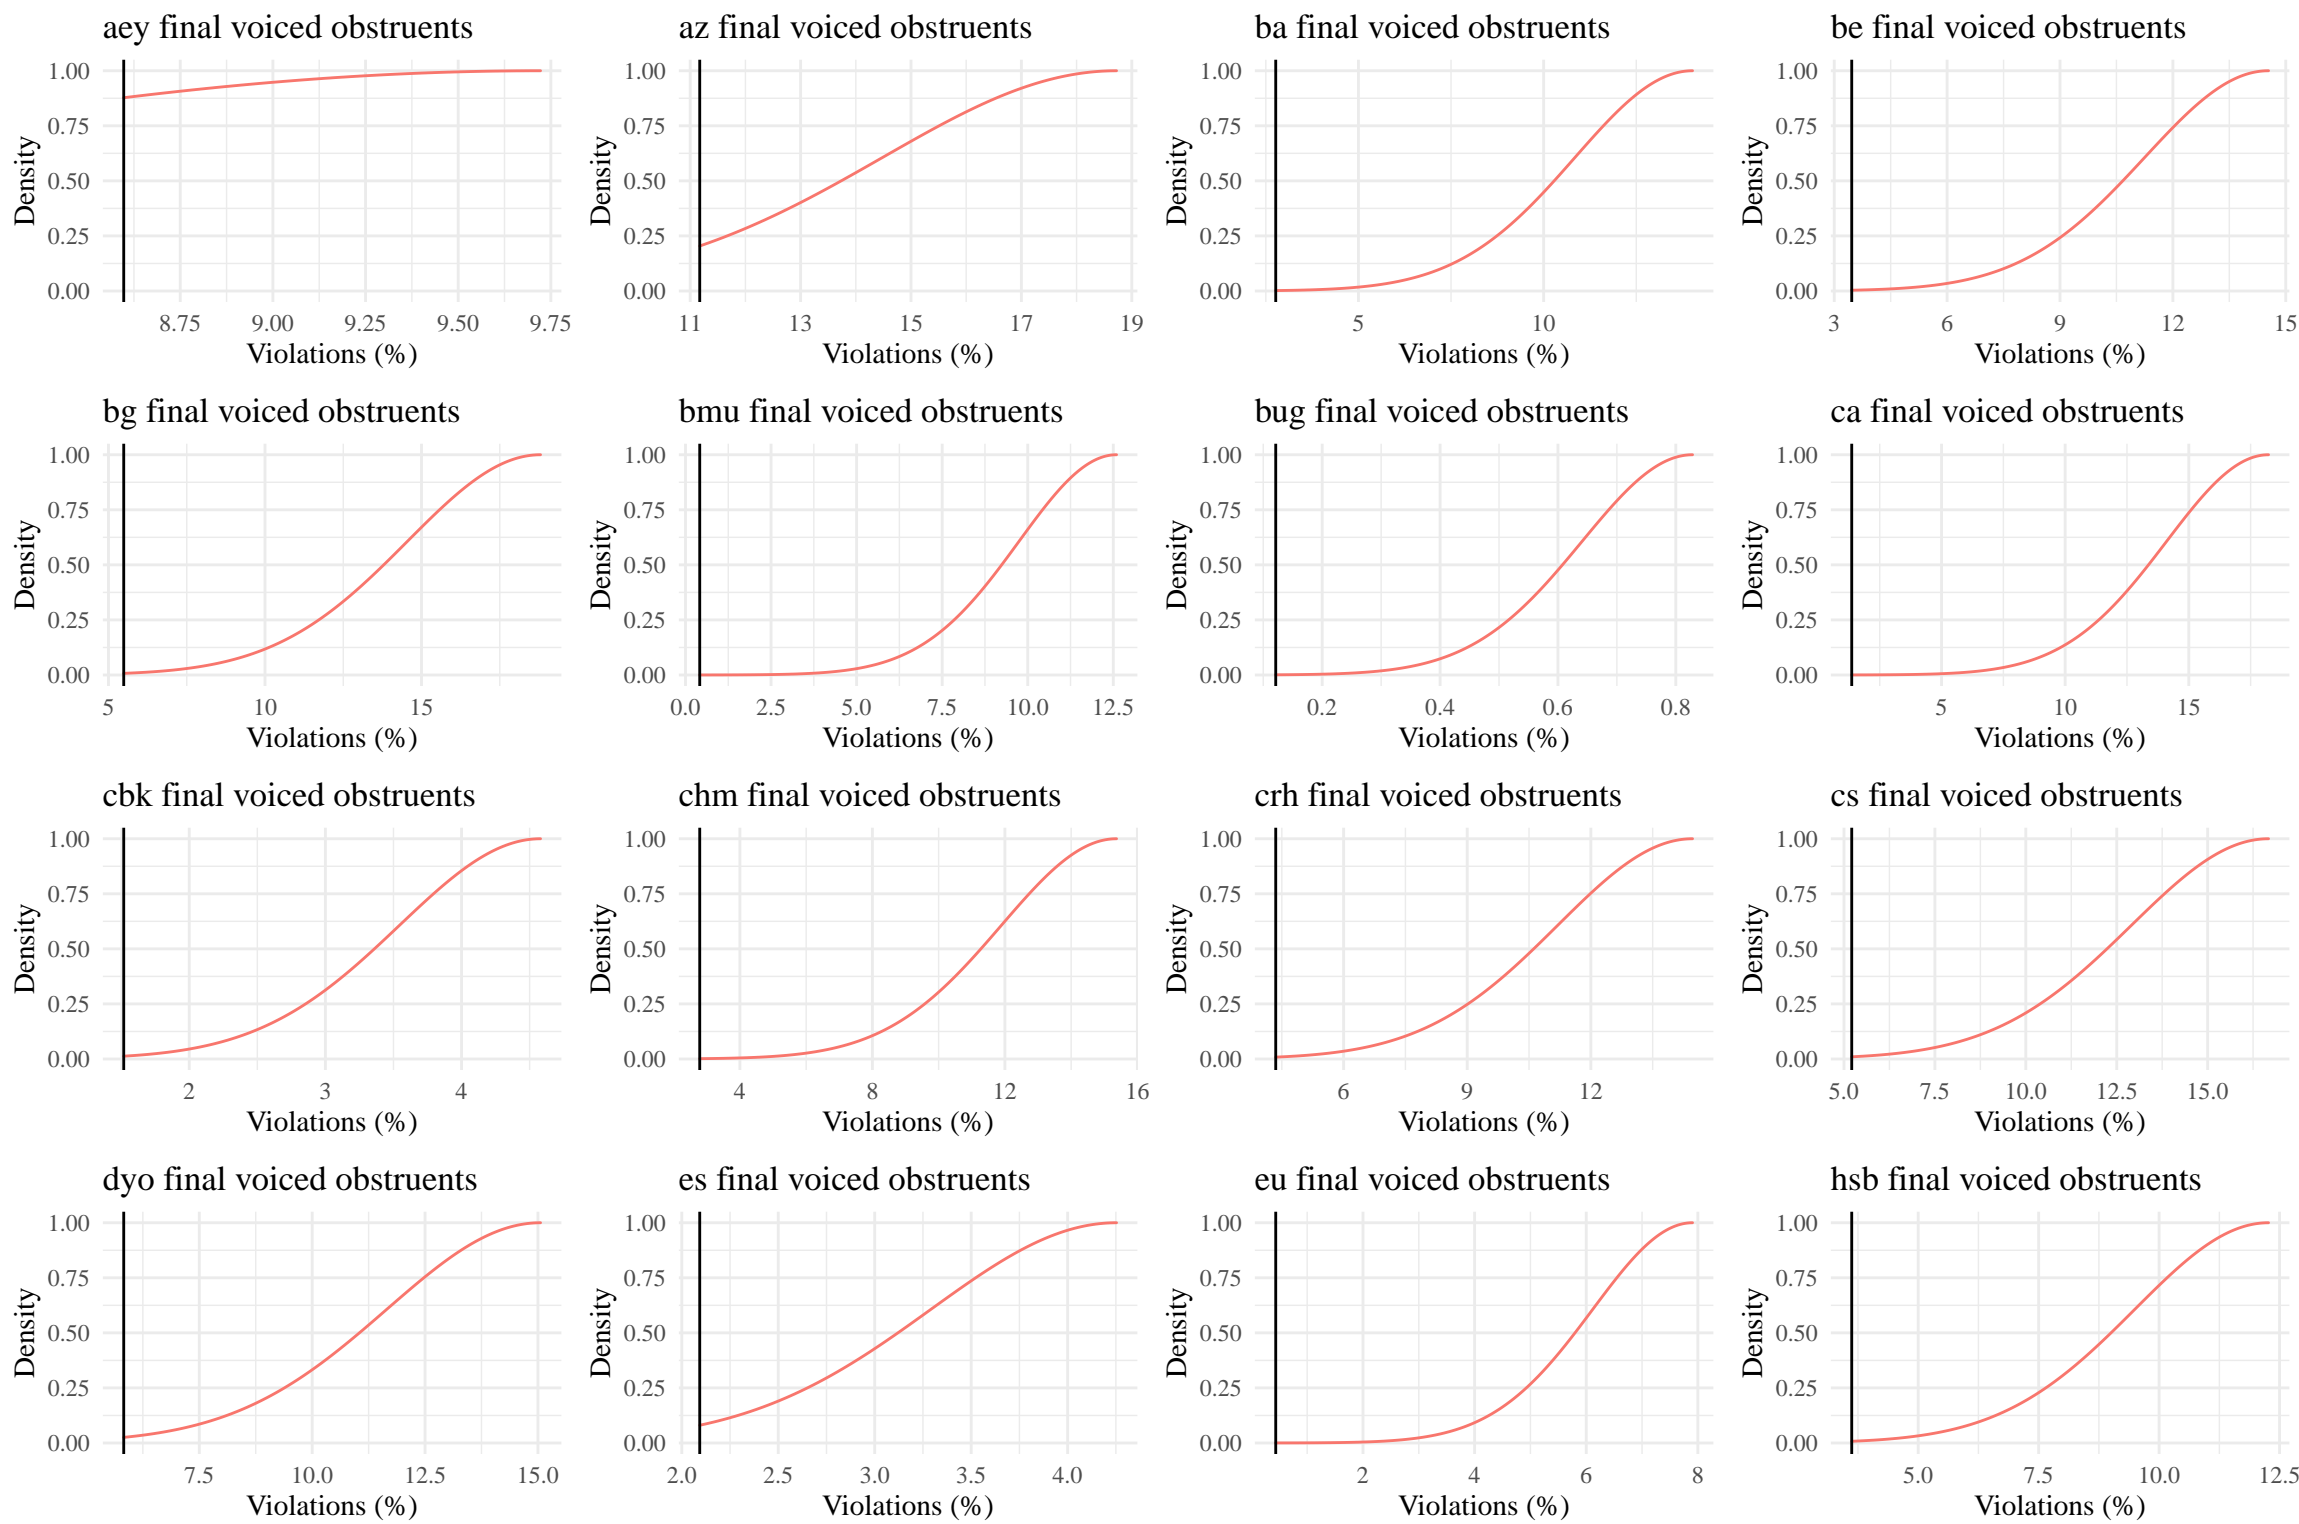 aey final voiced obstruents
1.00
0.75
0.50
0.25
0.00
Density
8.75 9.00 9.25 9.50 9.75
Violations (%)
az final voiced obstruents
1.00
0.75
0.50
0.25
0.00
Density
11 13 15 17 19
Violations (%)
ba final voiced obstruents
1.00
0.75
0.50
0.25
0.00
Density
5 10
Violations (%)
be final voiced obstruents
1.00
0.75
0.50
0.25
0.00
Density
3 6 9 12 15
Violations (%)
bg final voiced obstruents
1.00
0.75
0.50
0.25
0.00
Density
5 10 15
Violations (%)
bmu final voiced obstruents
1.00
0.75
0.50
0.25
0.00
Density
0.0 2.5 5.0 7.5 10.0 12.5
Violations (%)
bug final voiced obstruents
1.00
0.75
0.50
0.25
0.00
Density
0.2 0.4 0.6 0.8
Violations (%)
ca final voiced obstruents
1.00
0.75
0.50
0.25
0.00
Density
5 10 15
Violations (%)
cbk final voiced obstruents
1.00
0.75
0.50
0.25
0.00
Density
2 3 4
Violations (%)
chm final voiced obstruents
1.00
0.75
0.50
0.25
0.00
Density
4 8 12 16
Violations (%)
crh final voiced obstruents
1.00
0.75
0.50
0.25
0.00
Density
6 9 12
Violations (%)
cs final voiced obstruents
1.00
0.75
0.50
0.25
0.00
Density
5.0 7.5 10.0 12.5 15.0
Violations (%)
dyo final voiced obstruents
1.00
0.75
0.50
0.25
0.00
Density
7.5 10.0 12.5 15.0
Violations (%)
es final voiced obstruents
1.00
0.75
0.50
0.25
0.00
Density
2.0 2.5 3.0 3.5 4.0
Violations (%)
eu final voiced obstruents
1.00
0.75
0.50
0.25
0.00
Density
2 4 6 8
Violations (%)
hsb final voiced obstruents
1.00
0.75
0.50
0.25
0.00
Density
5.0 7.5 10.0 12.5
Violations (%)